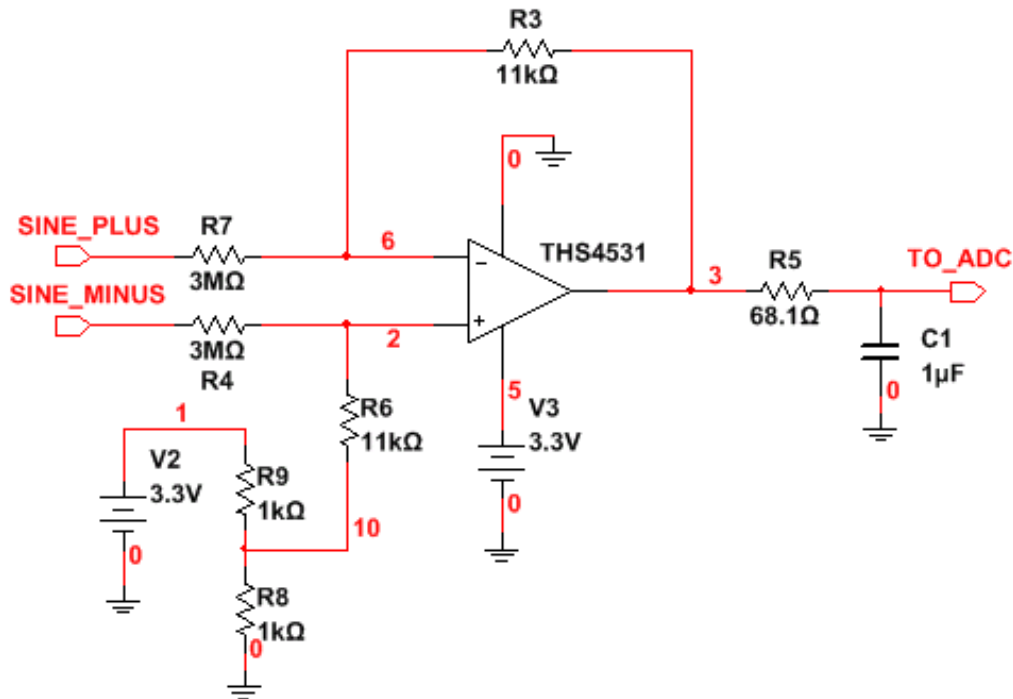 R3
11kΩ
0
SINE_PLUS
R7
6
3MΩ
THS4531
SINE_MINUS
3MΩ
R4
2
3
R5
68.1Ω
TO_ADC
C1
1µF
0
1
R6
11kΩ
5
V3
3.3V
0
V2
3.3V
0
R9
1kΩ
10
R8
1kΩ
0
−
+